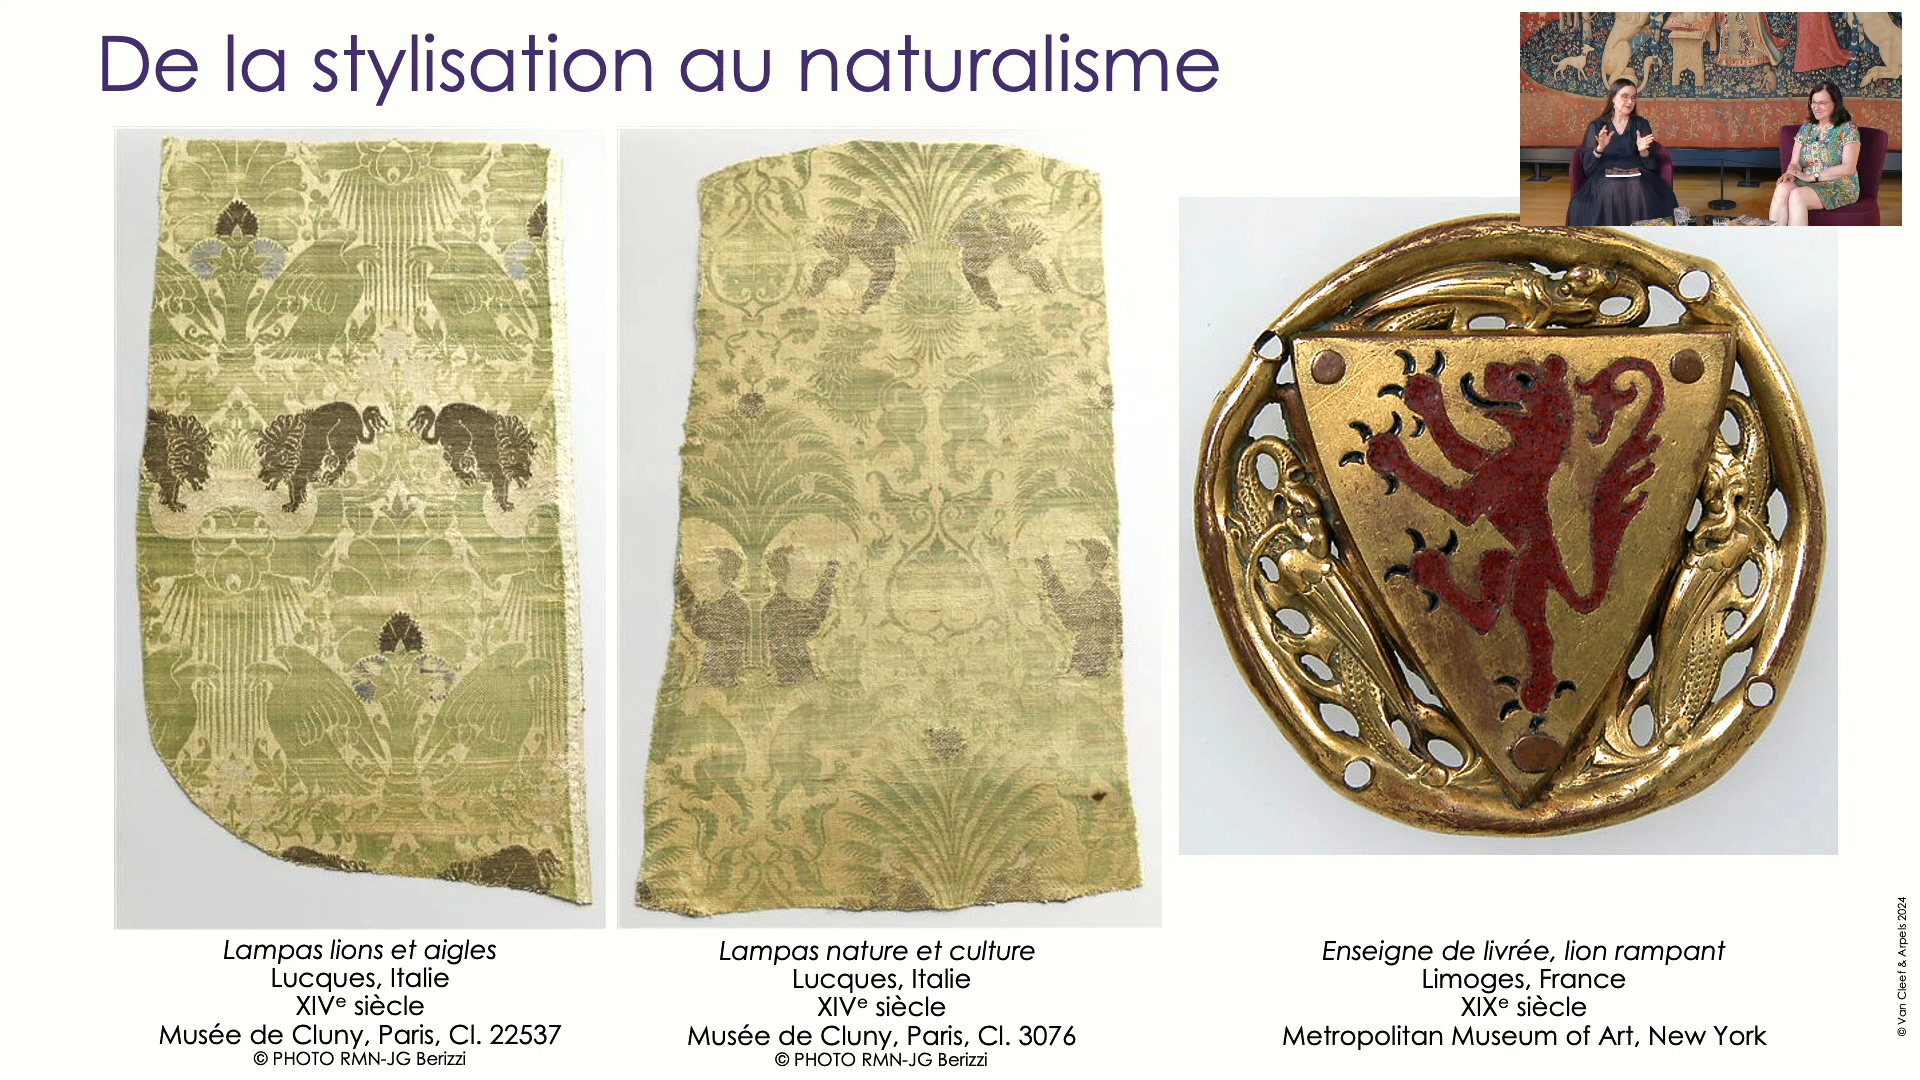 De la stylisation au naturalisme
Lampas lions et aigles
Lucques, Italie
XIVᵉ siècle
Musée de Cluny, Paris, Cl. 22537
© PHOTO RMN-JG Berizzi
Lampas nature et culture
Lucques, Italie
XIVᵉ siècle
Musée de Cluny, Paris, Cl. 3076
© PHOTO RMN-JG Berizzi
Enseigne de livrée, lion rampant
Limoges, France
XIXᵉ siècle
Metropolitan Museum of Art, New York
© Van Cleef & Arpels 2024